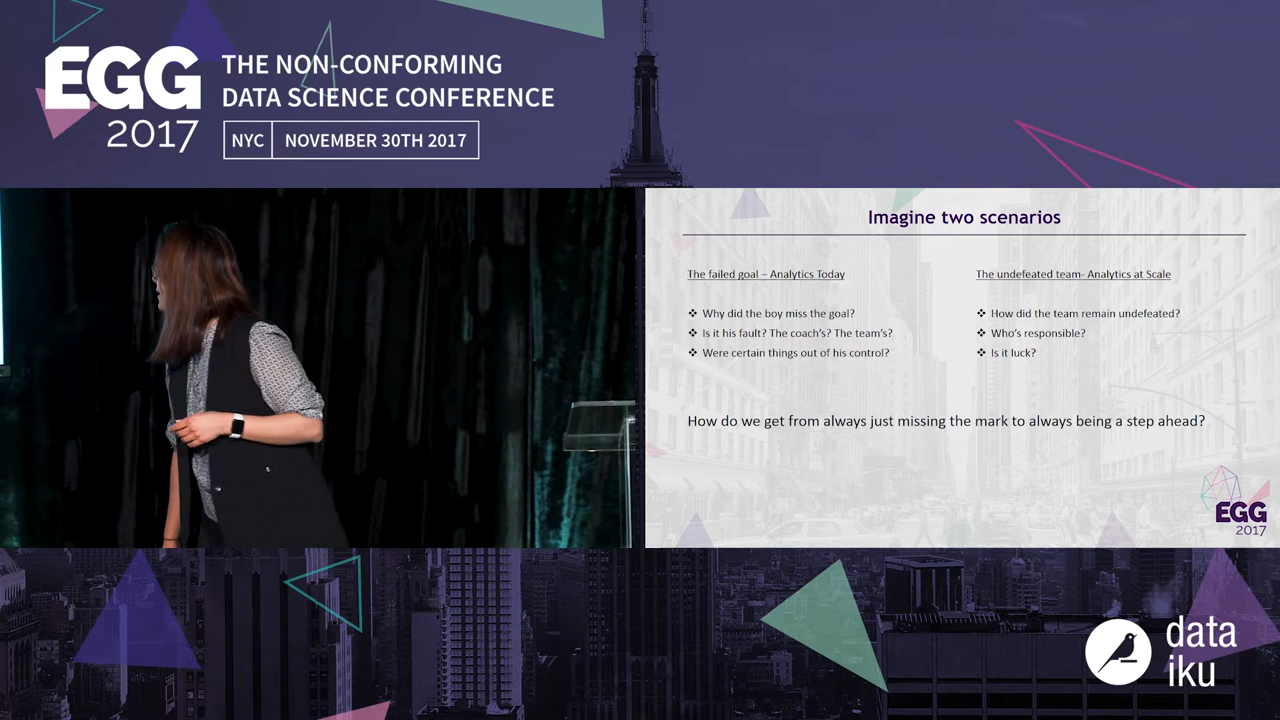 EGG
2017
THE NON-CONFORMING
DATA SCIENCE CONFERENCE
NYC
NOVEMBER 30TH 2017
Imagine two scenarios
The failed goal – Analytics Today
❖ Why did the boy miss the goal?
❖ Is it his fault? The coach's? The team's?
❖ Were certain things out of his control?
The undefeated team- Analytics at Scale
❖ How did the team remain undefeated?
❖ Who's responsible?
❖ Is it luck?
How do we get from always just missing the mark to always being a step ahead?
EGG
2017
data
iku